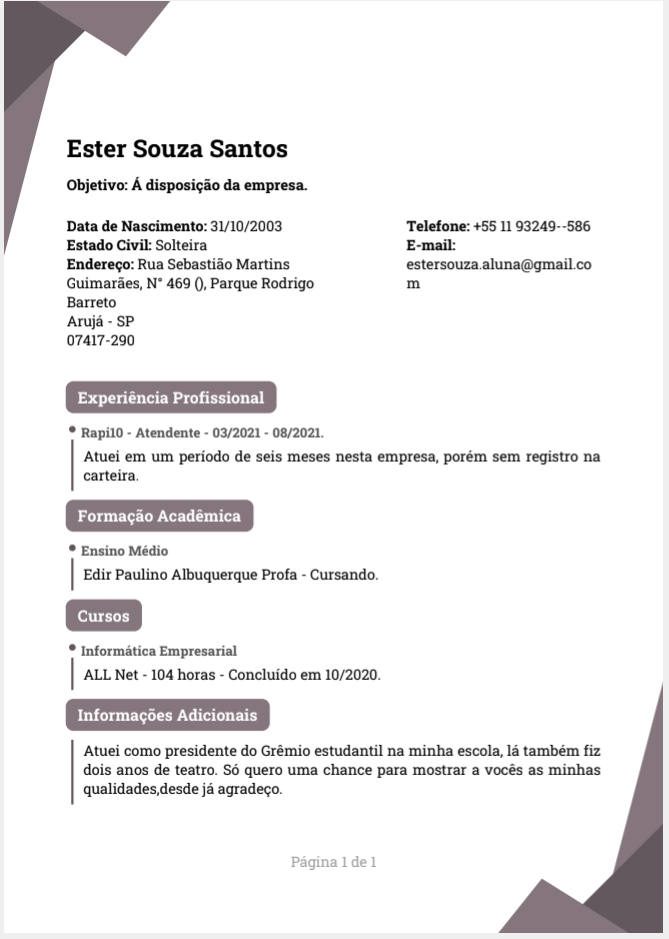 Ester Souza Santos
Objetivo: Á disposição da empresa.
Data de Nascimento: 31/10/2003
Estado Civil: Solteira
Endereço: Rua Sebastião Martins
Guimarães, N° 469 (), Parque Rodrigo
Barreto
Arujá - SP
07417-290
Telefone: +55 11 93249--586
E-mail:
estersouza.aluna@gmail.co
m
Experiência Profissional
Rapi10 - Atendente - 03/2021 - 08/2021.
Atuei em um período de seis meses nesta empresa, porém sem registro na
carteira.
Formação Acadêmica
Ensino Médio
Edir Paulino Albuquerque Profa - Cursando.
Cursos
Informática Empresarial
ALL Net - 104 horas - Concluído em 10/2020.
Informações Adicionais
Atuei como presidente do Grêmio estudantil na minha escola, lá também fiz
dois anos de teatro. Só quero uma chance para mostrar a vocês as minhas
qualidades,desde já agradeço.
Página 1 de 1